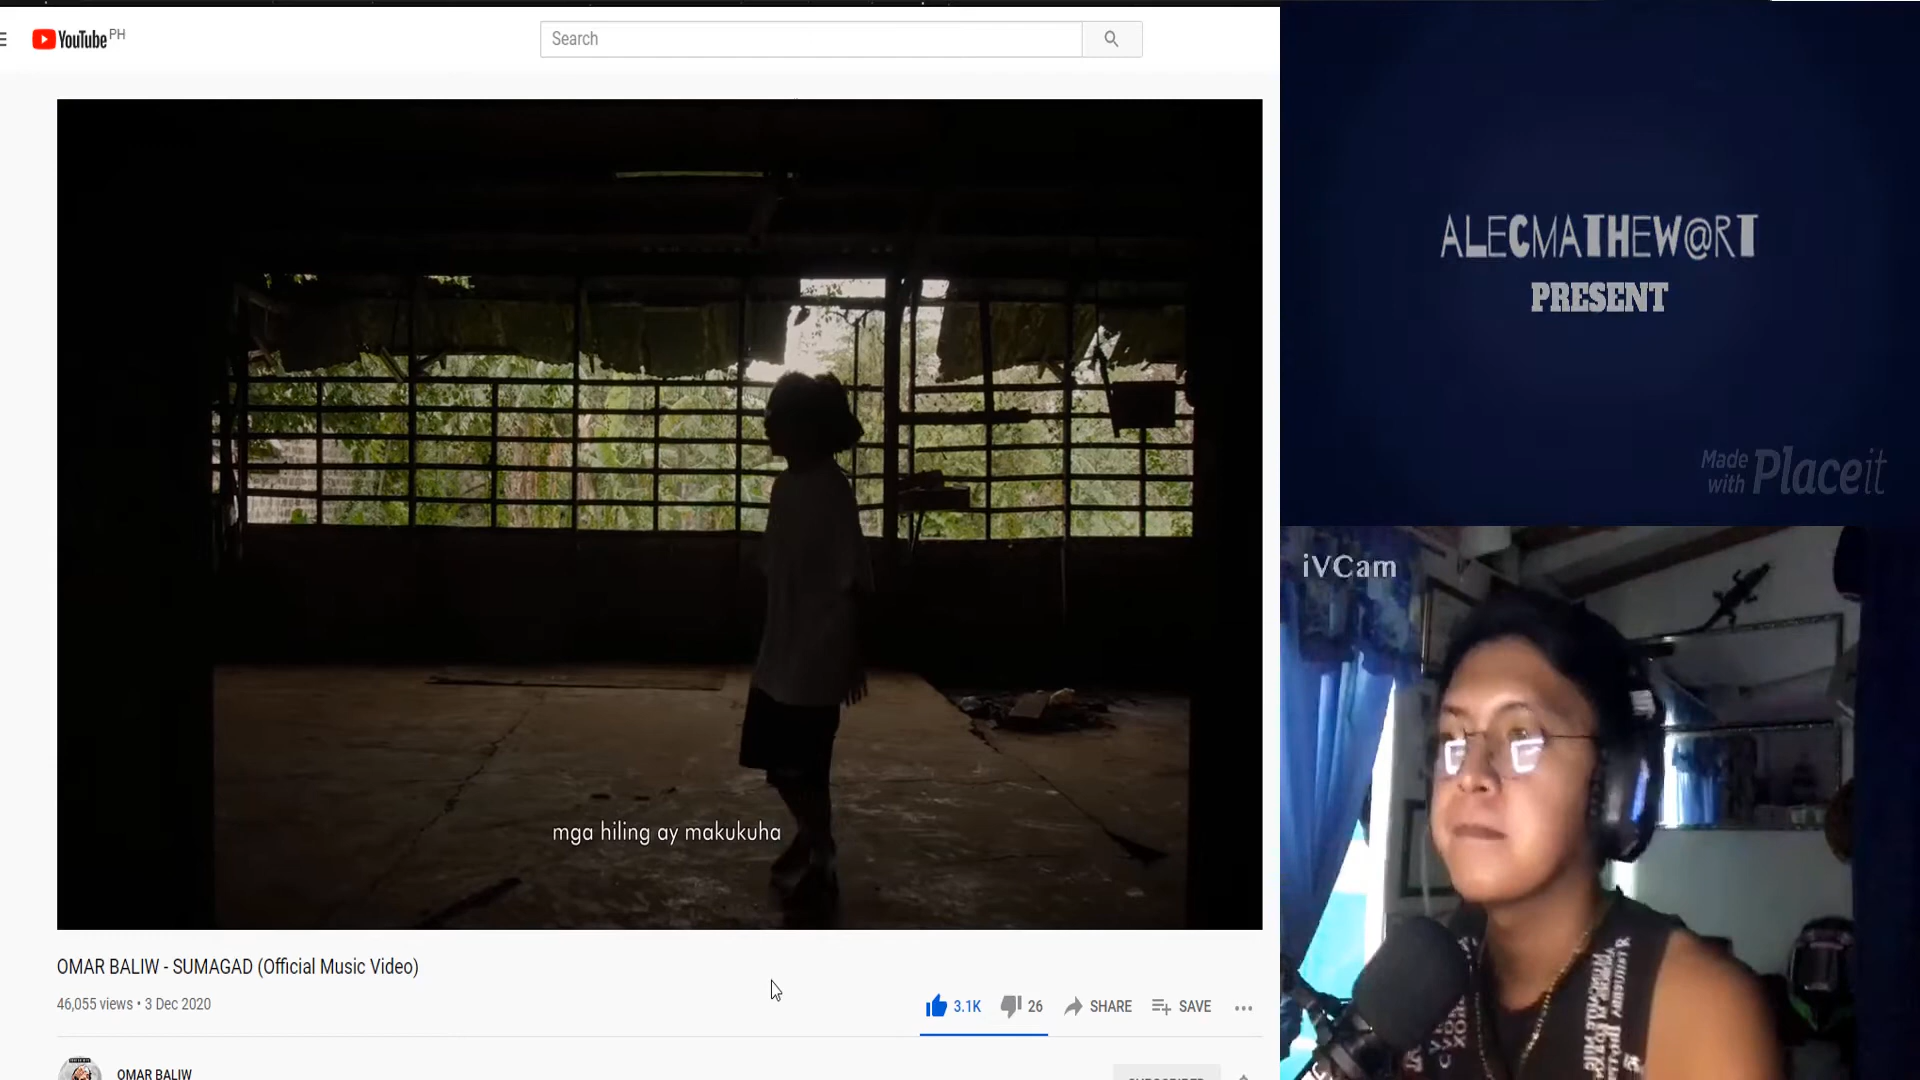 YouTube PH
Search
ALECMATHEW@RT
PRESENT
Made
with Placeit
iVCam
mga hiling ay makukuha
OMAR BALIW - SUMAGAD (Official Music Video)
46,055 views • 3 Dec 2020
3.1K
26
SHARE
SAVE
OMAR BALIW